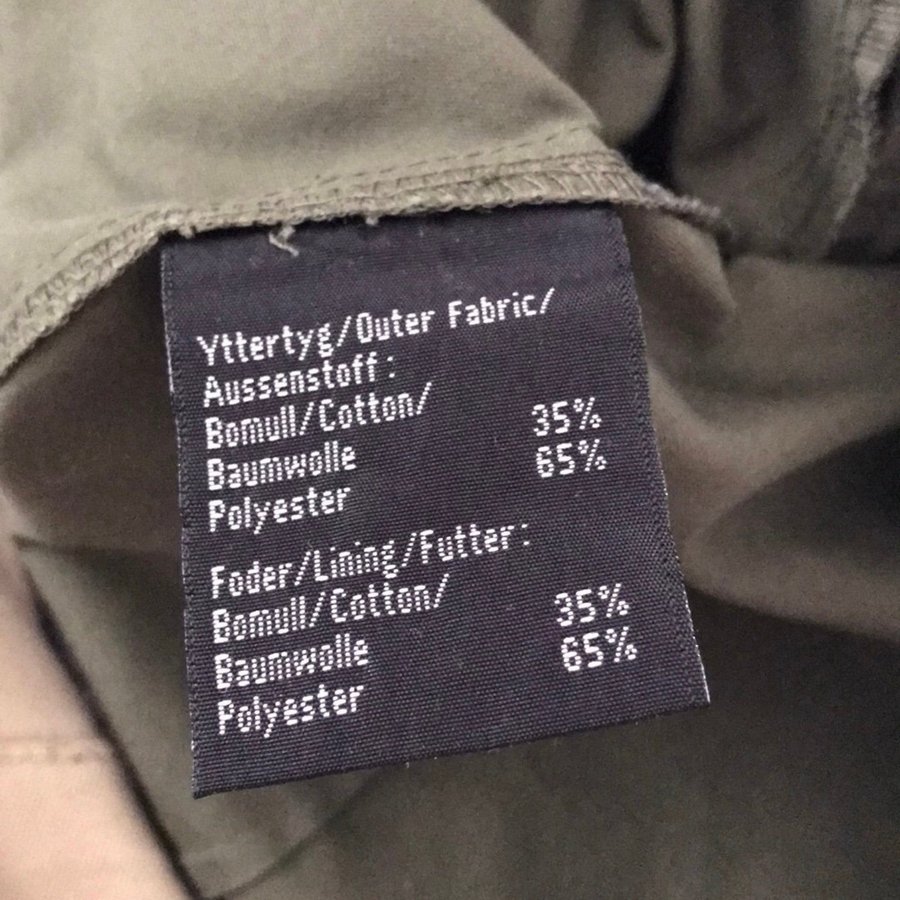 Yttertyg/Outer Fabric/
Aussenstoff:
Bomull/Cotton/
Baumwolle 35%
Polyester 65%
Foder/Lining/Futter:
Bomull/Cotton/
Baumwolle 35%
Polyester 65%